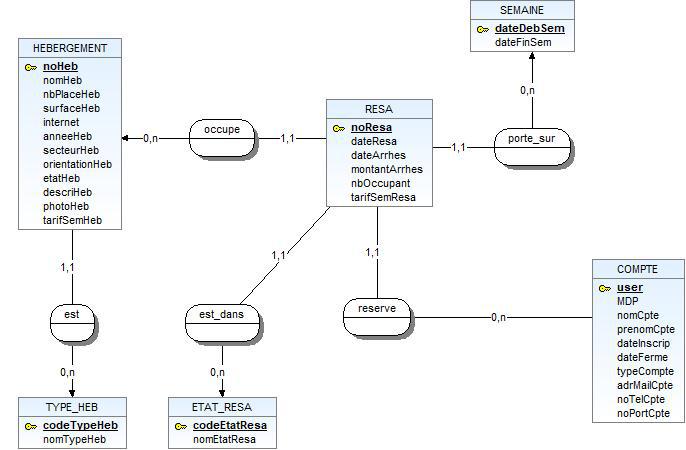 SEMAINE
dateDebSem
dateFinSem
HEBERGEMENT
noHeb
nomHeb
nbPlaceHeb
surfaceHeb
internet
anneeHeb
secteurHeb
orientationHeb
etatHeb
descriHeb
photoHeb
tarifSemHeb
0,n
occupe
1,1
RESA
noResa
dateResa
dateArrhes
montantArrhes
nbOccupant
tarifSemResa
0,n
1,1
porte_sur
1,1
est
0,n
1,1
est_dans
0,n
1,1
reserve
0,n
COMPTE
user
MDP
nomCpte
prenomCpte
dateInscrip
dateFerme
typeCompte
adrMailCpte
noTelCpte
noPortCpte
TYPE_HEB
codeTypeHeb
nomTypeHeb
ETAT_RESA
codeEtatResa
nomEtatResa